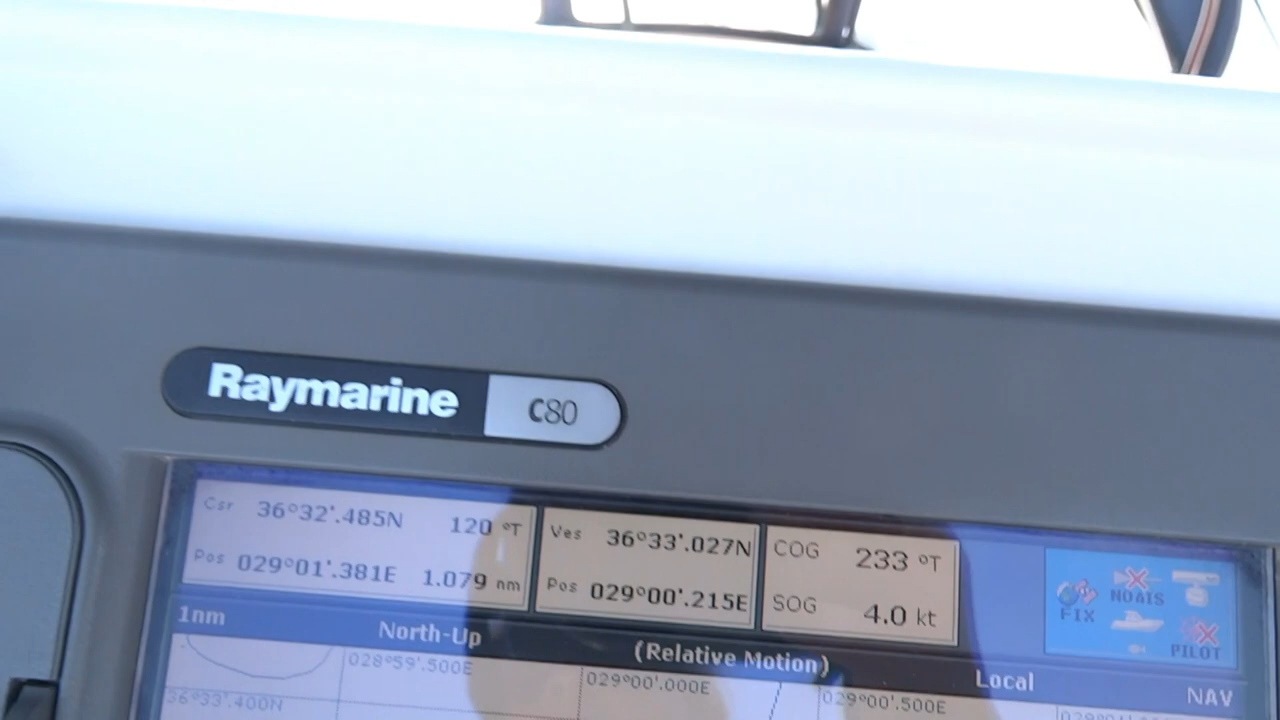 Raymarine C80
Csr 36°32'.485N 120 °T
Pos 029°01'.381E 1.079 nm
Ves 36°33'.027N
Pos 029°00'.215E
COG 233 °T
SOG 4.0 kt
FIX
NOAIS
PILOT
1nm North-Up (Relative Motion) Local NAV
028°59'.500E 029°00'.000E 029°00'.500E
36°33'.400N